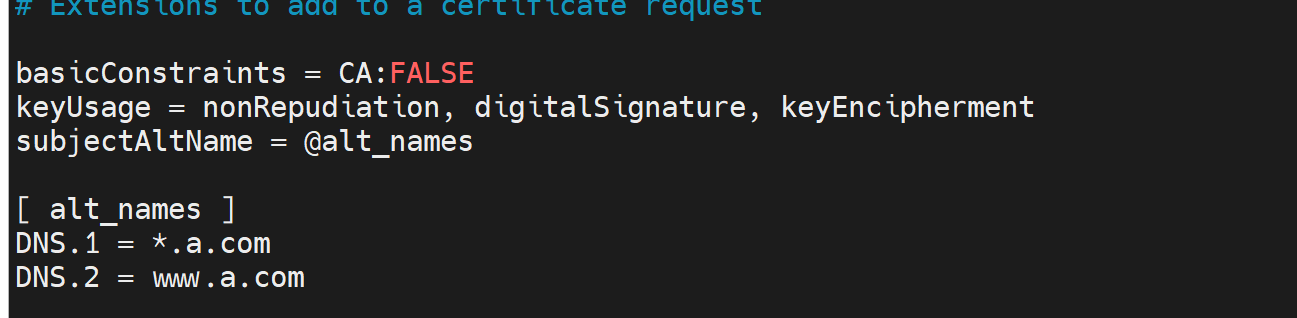 # Extensions to add to a certificate request
basicConstraints = CA:FALSE
keyUsage = nonRepudiation, digitalSignature, keyEncipherment
subjectAltName = @alt_names
[ alt_names ]
DNS.1 = *.a.com
DNS.2 = www.a.com